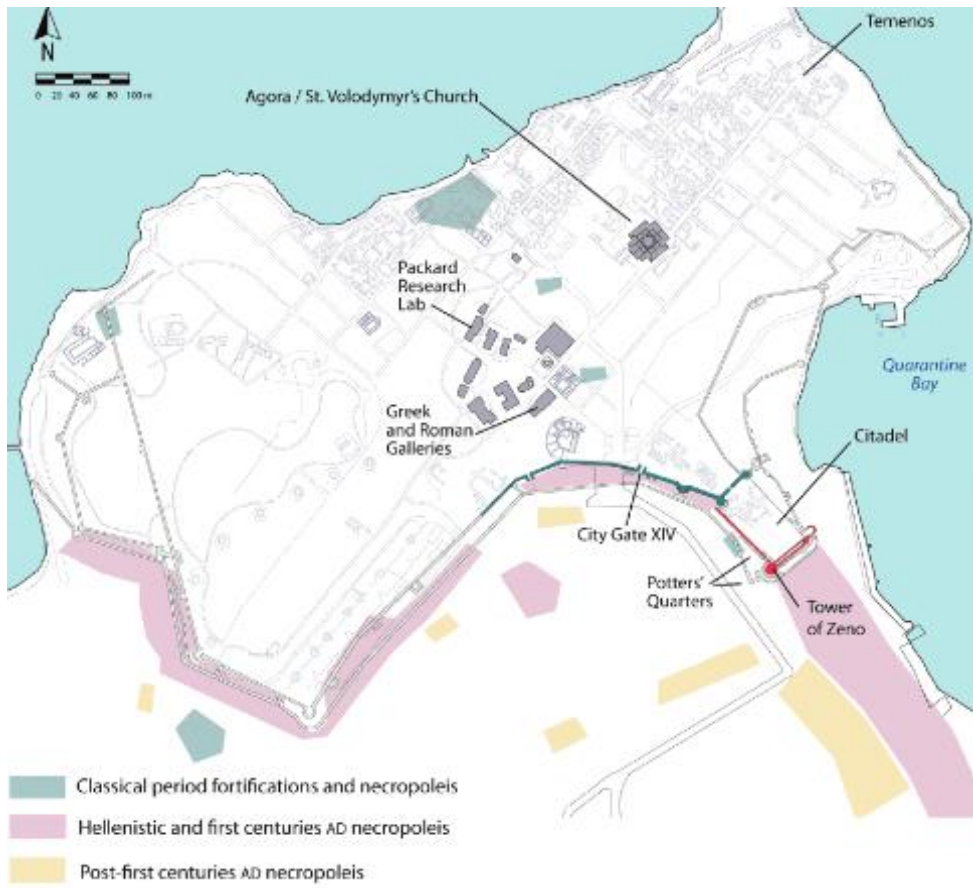 Temenos
N
0 20 40 60 80 100 m
Agora / St. Volodymyr's Church
Packard
Research
Lab
Quarantine
Bay
Greek
and Roman
Galleries
Citadel
City Gate XIV
Potters'
Quarters
Tower
of Zeno
Classical period fortifications and necropoleis
Hellenistic and first centuries AD necropoleis
Post-first centuries AD necropoleis